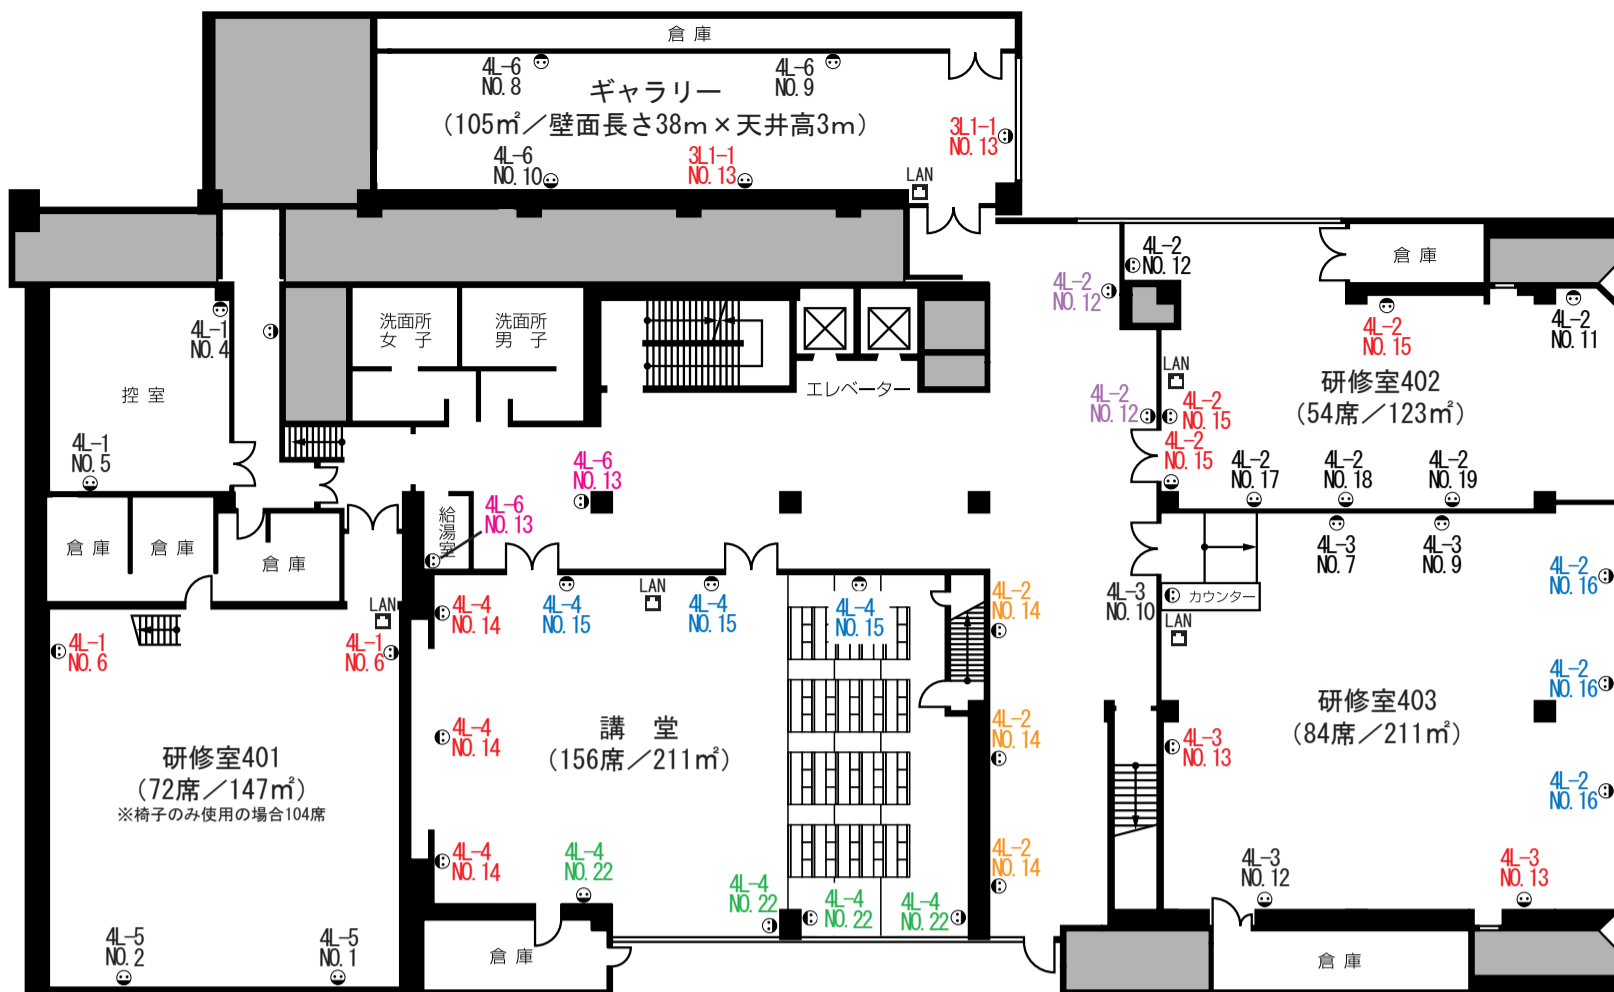 倉 庫
4L-6
NO. 8
4L-6
NO. 9
ギャラリー
（105㎡／壁面長さ38ｍ×天井高3ｍ）
3L1-1
NO. 13
4L-6
NO. 10
3L1-1
NO. 13
LAN
4L-2
NO. 12
4L-2
NO. 12
倉 庫
4L-1
NO. 4
洗面所
女 子
洗面所
男 子
4L-2
NO. 15
4L-2
NO. 11
控 室
エレベーター
LAN
研修室402
（54席／123㎡）
4L-2
NO. 12
4L-2
NO. 15
4L-2
NO. 15
4L-1
NO. 5
4L-6
NO. 13
4L-2
NO. 17
4L-2
NO. 18
4L-2
NO. 19
給湯室
4L-6
NO. 13
倉 庫
倉 庫
倉 庫
4L-3
NO. 7
4L-3
NO. 9
4L-2
NO. 16
LAN
4L-4
NO. 14
4L-4
NO. 15
LAN
4L-4
NO. 15
4L-4
NO. 15
4L-2
NO. 14
4L-3
NO. 10
カウンター
LAN
4L-1
NO. 6
4L-1
NO. 6
4L-2
NO. 16
研修室403
（84席／211㎡）
講 堂
（156席／211㎡）
4L-4
NO. 14
4L-2
NO. 14
4L-3
NO. 13
研修室401
（72席／147㎡）
※椅子のみ使用の場合104席
4L-2
NO. 16
4L-4
NO. 14
4L-4
NO. 22
4L-4
NO. 22
4L-4
NO. 22
4L-4
NO. 22
4L-2
NO. 14
4L-3
NO. 12
4L-3
NO. 13
4L-5
NO. 2
4L-5
NO. 1
倉 庫
倉 庫